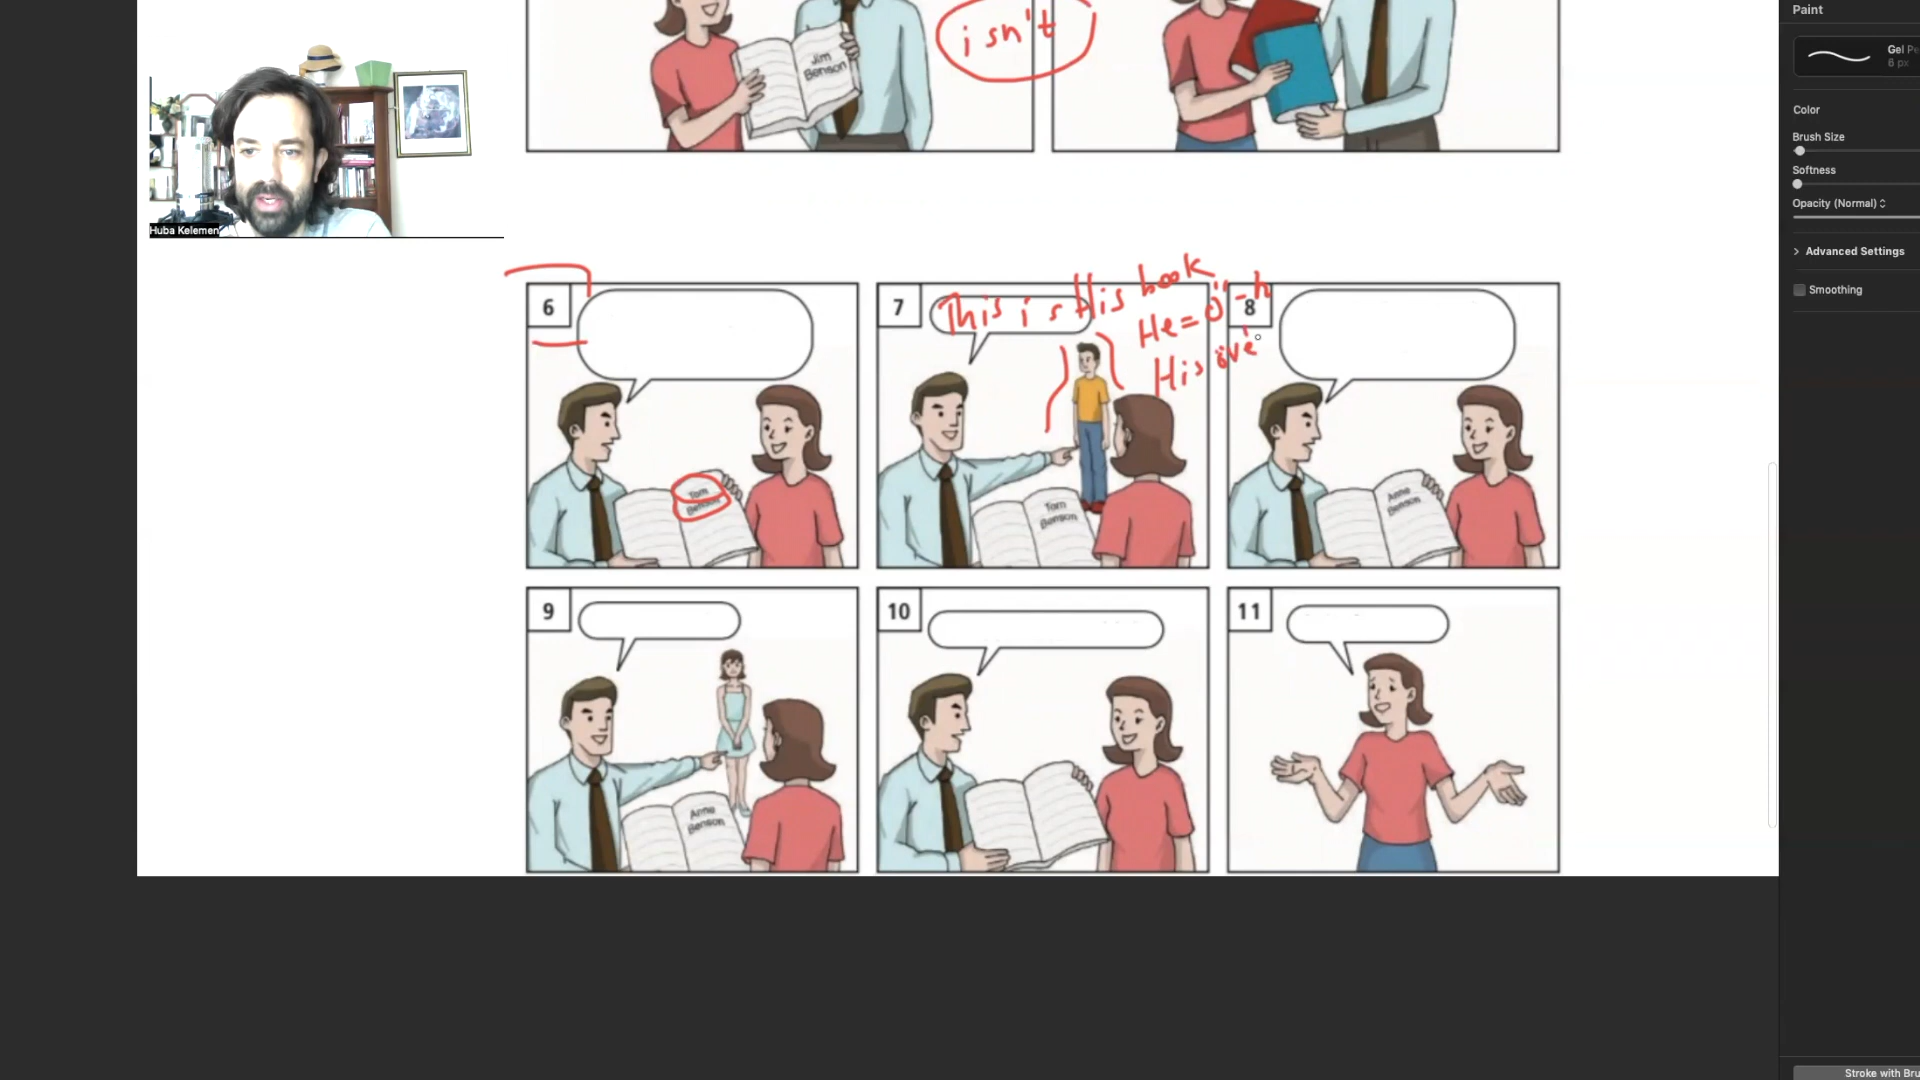 Paint
Gel Pe
6 px
Color
Brush Size
Softness
Opacity (Normal)
Advanced Settings
Smoothing
Stroke with Bru
Huba Kelemen
Jim
Benson
isn't
6
Tom
Benson
7
This is His book
He = ő - h
His övé
Tom
Benson
8
Anne
Benson
9
Anne
Benson
10
11